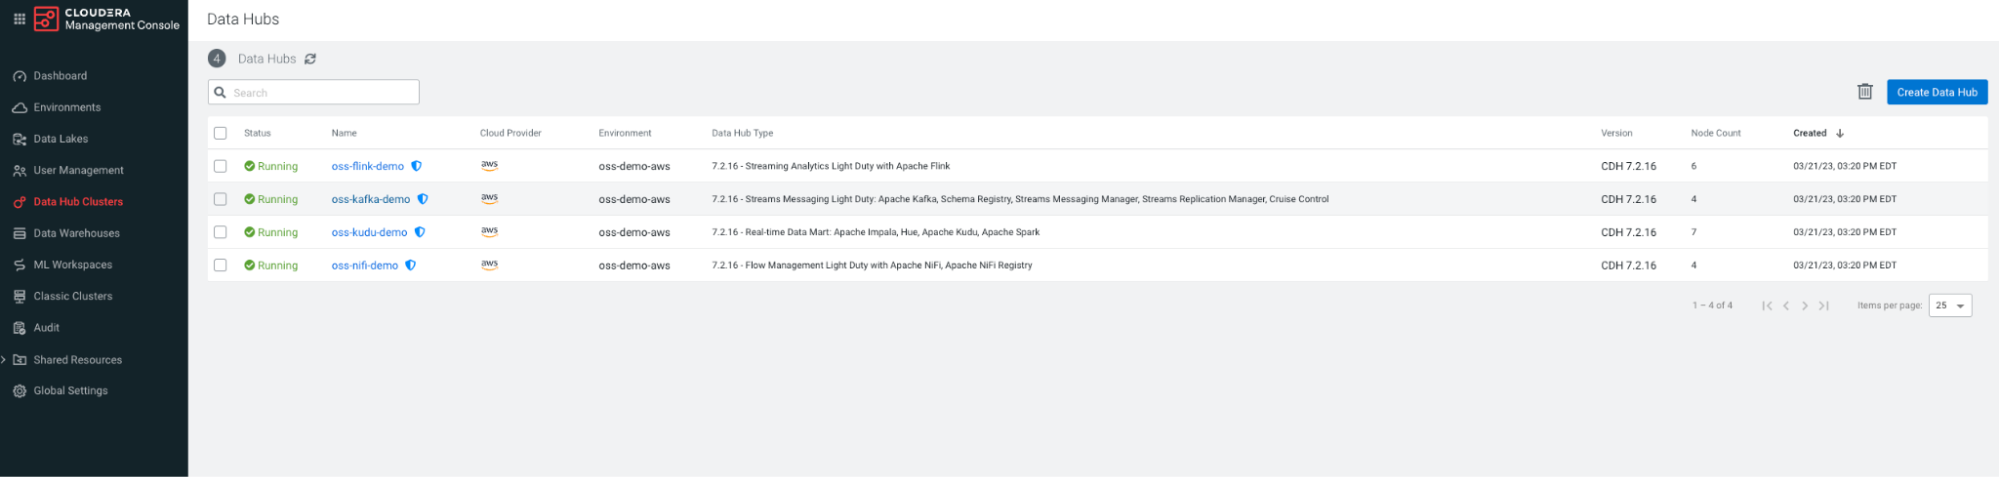 CLOUDERA
Management Console
Dashboard
Environments
Data Lakes
User Management
Data Hub Clusters
Data Warehouses
ML Workspaces
Classic Clusters
Audit
Shared Resources
Global Settings
Data Hubs
4 Data Hubs
Search
Create Data Hub
Status Name Cloud Provider Environment Data Hub Type Version Node Count Created
Running oss-flink-demo aws oss-demo-aws 7.2.16 - Streaming Analytics Light Duty with Apache Flink CDH 7.2.16 6 03/21/23, 03:20 PM EDT
Running oss-kafka-demo aws oss-demo-aws 7.2.16 - Streams Messaging Light Duty: Apache Kafka, Schema Registry, Streams Messaging Manager, Streams Replication Manager, Cruise Control CDH 7.2.16 4 03/21/23, 03:20 PM EDT
Running oss-kudu-demo aws oss-demo-aws 7.2.16 - Real-time Data Mart: Apache Impala, Hue, Apache Kudu, Apache Spark CDH 7.2.16 7 03/21/23, 03:20 PM EDT
Running oss-nifi-demo aws oss-demo-aws 7.2.16 - Flow Management Light Duty with Apache NiFi, Apache NiFi Registry CDH 7.2.16 4 03/21/23, 03:20 PM EDT
1 – 4 of 4 Items per page: 25